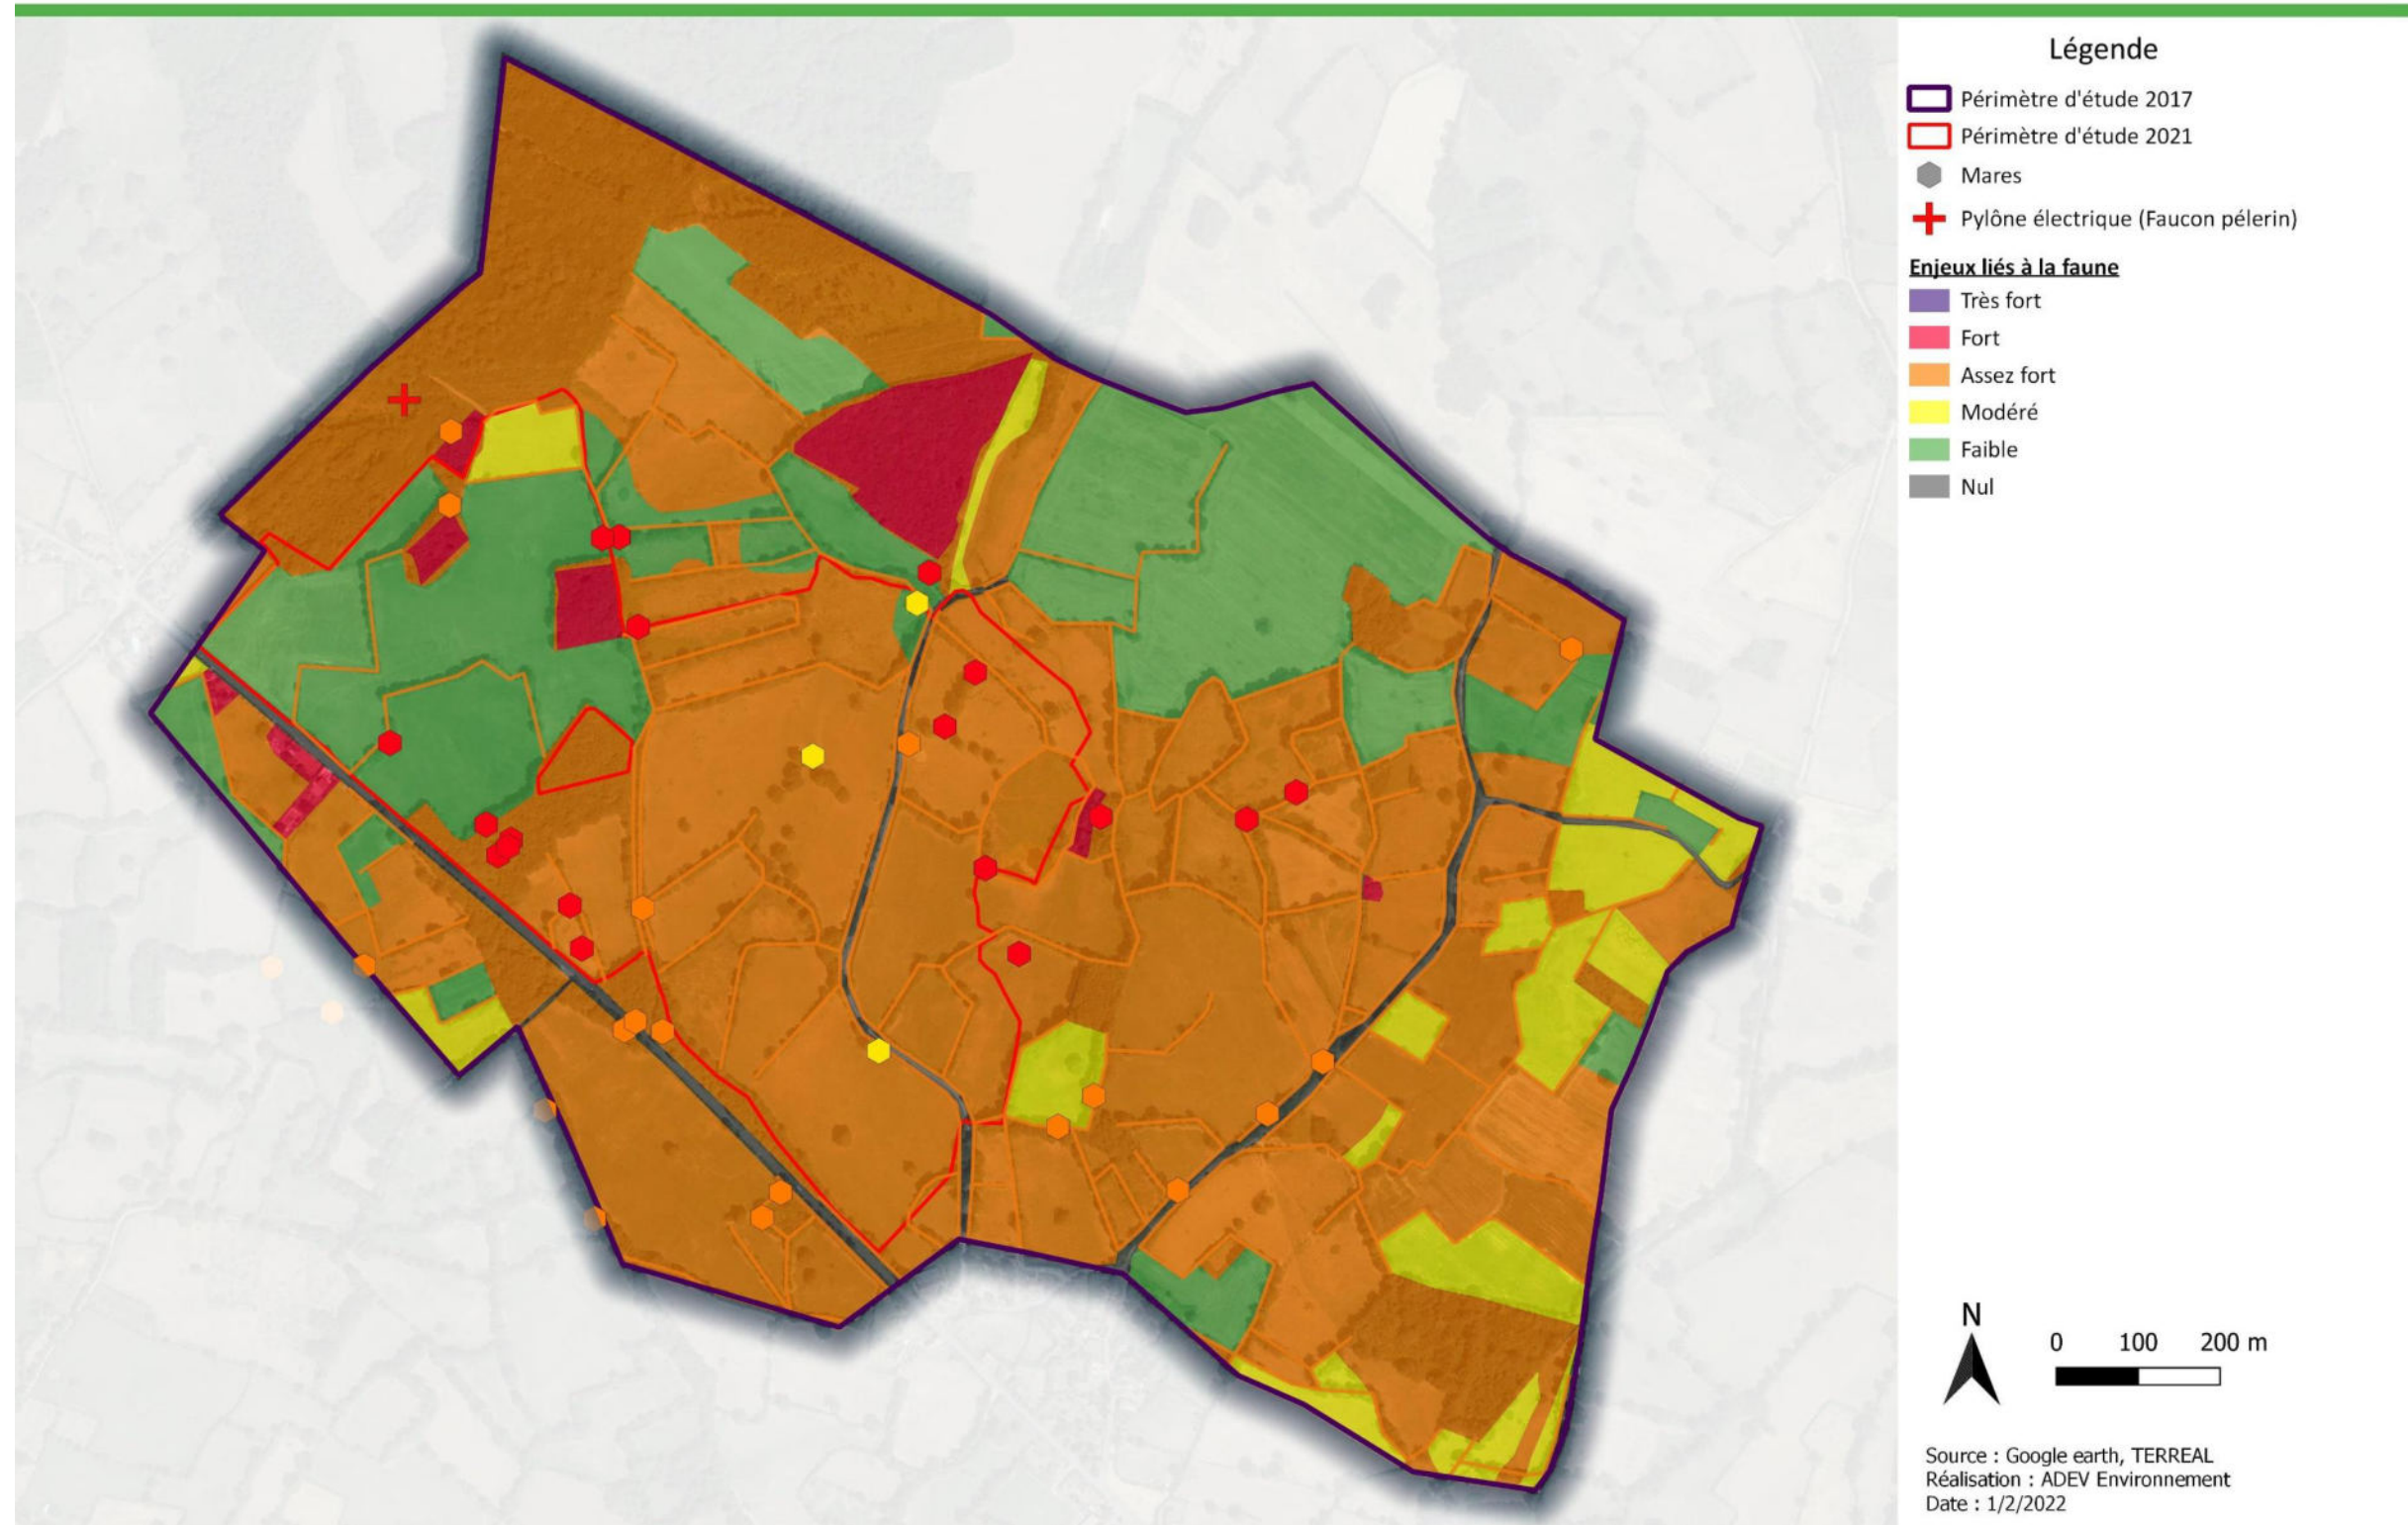 Légende
Périmètre d'étude 2017
Périmètre d'étude 2021
Mares
Pylône électrique (Faucon pélerin)
Enjeux liés à la faune
Très fort
Fort
Assez fort
Modéré
Faible
Nul
N
0 100 200 m
Source : Google earth, TERREAL
Réalisation : ADEV Environnement
Date : 1/2/2022